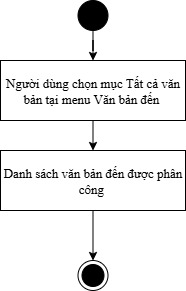 Người dùng chọn mục Tất cả văn
bản tại menu Văn bản đến
Danh sách văn bản đến được phân
công